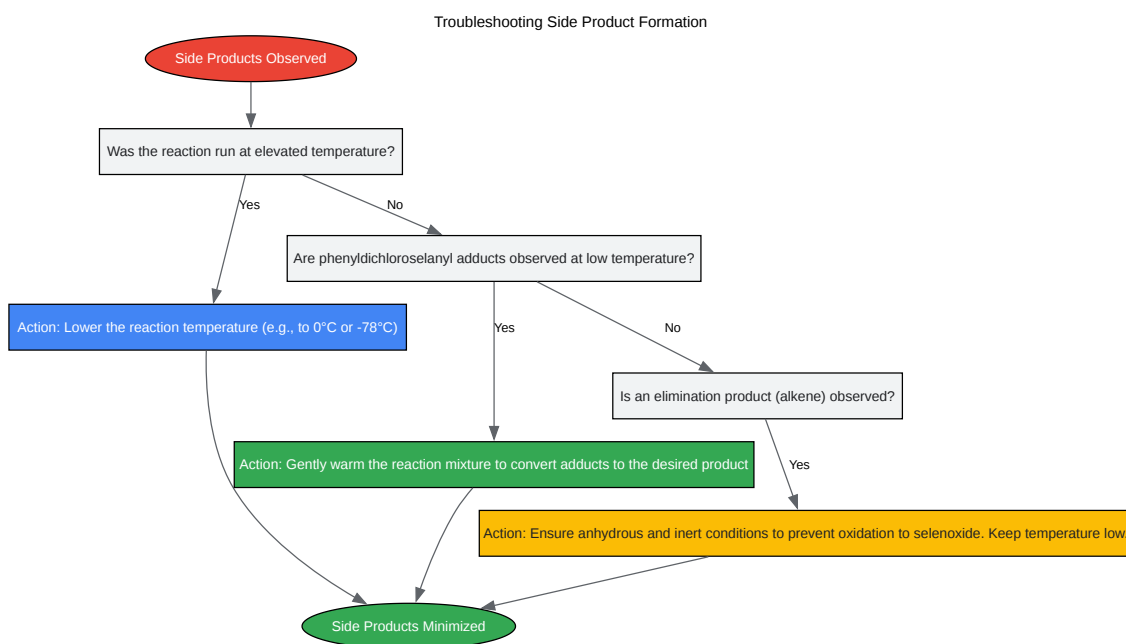 Troubleshooting Side Product Formation
Side Products Observed
Was the reaction run at elevated temperature?
Yes
No
Are phenyldichloroselanyl adducts observed at low temperature?
Action: Lower the reaction temperature (e.g., to 0°C or -78°C)
Yes
No
Is an elimination product (alkene) observed?
Action: Gently warm the reaction mixture to convert adducts to the desired product
Yes
Action: Ensure anhydrous and inert conditions to prevent oxidation to selenoxide. Keep temperature low.
Side Products Minimized